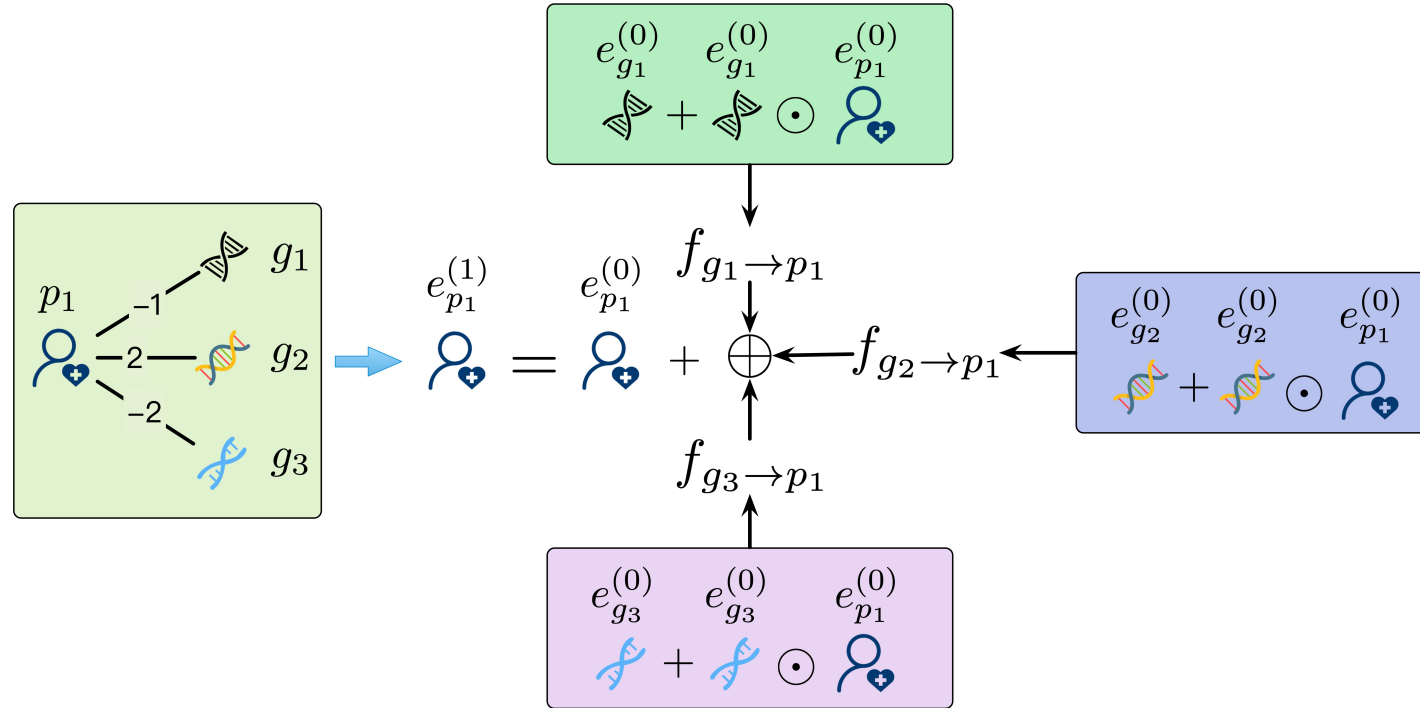 e_{g_1}^{(0)} e_{g_1}^{(0)} e_{p_1}^{(0)}
+ ⊙
p_1
−1 g_1
2 g_2
−2 g_3
e_{p_1}^{(1)} = e_{p_1}^{(0)} + ⊕
f_{g_1→p_1}
f_{g_2→p_1}
f_{g_3→p_1}
e_{g_2}^{(0)} e_{g_2}^{(0)} e_{p_1}^{(0)}
+ ⊙
e_{g_3}^{(0)} e_{g_3}^{(0)} e_{p_1}^{(0)}
+ ⊙